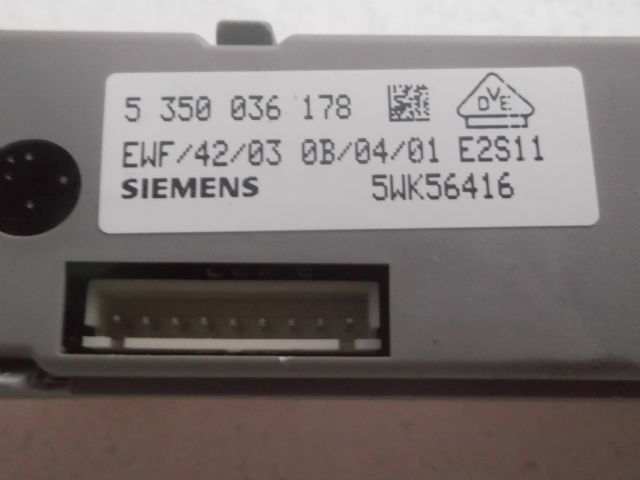 5 350 036 178
DVE
EWF/42/03 0B/04/01 E2S11
SIEMENS 5WK56416